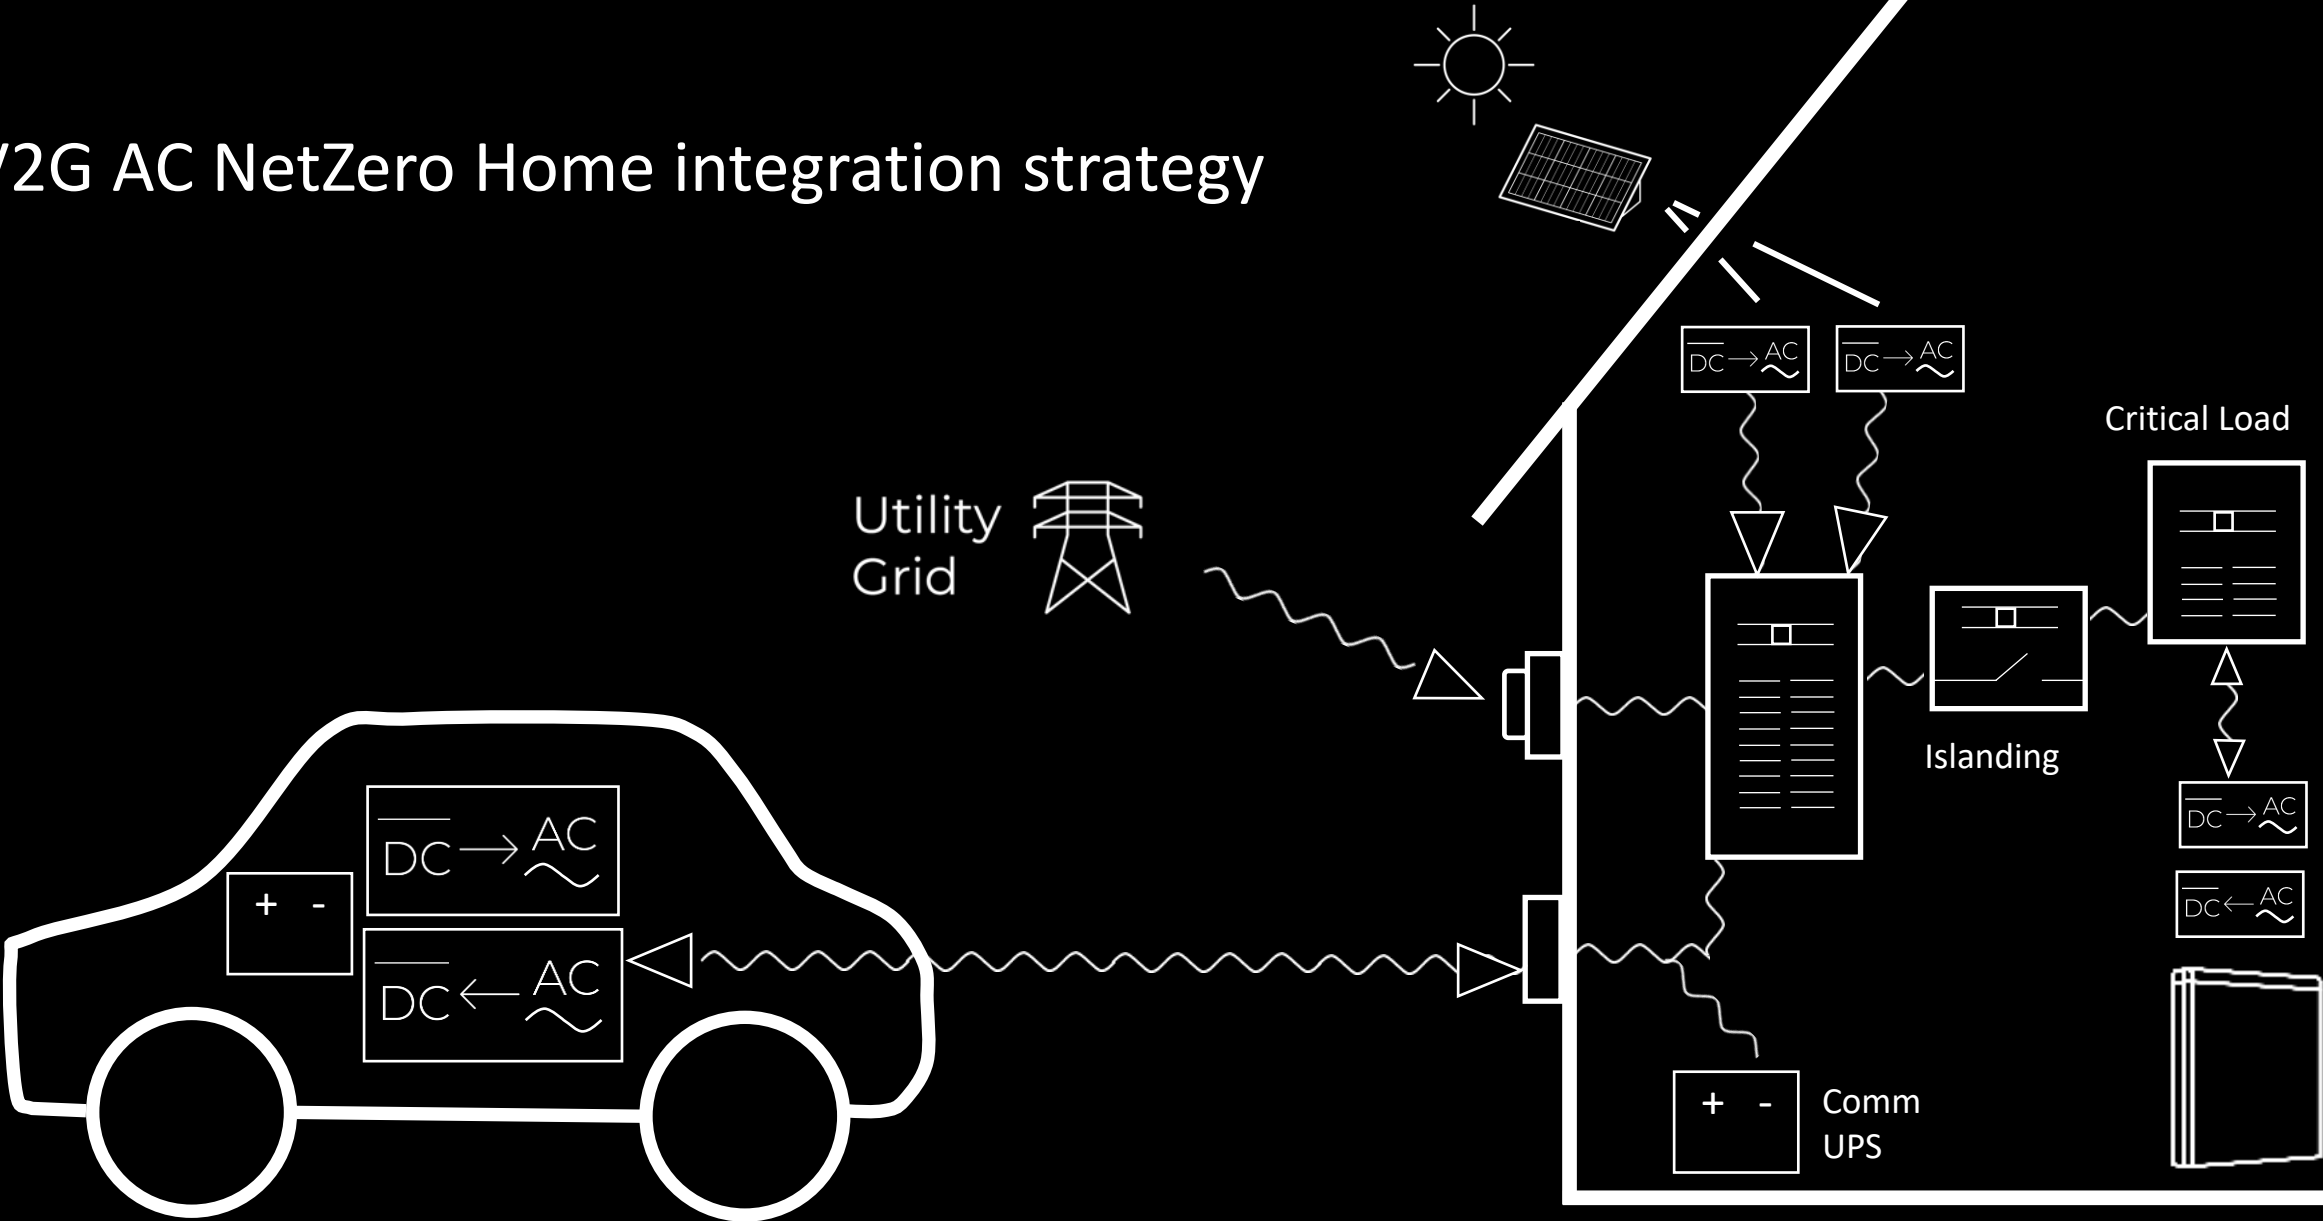 /2G AC NetZero Home integration strategy
DC → AC
DC → AC
Critical Load
Utility
Grid
Islanding
DC → AC
+ -
DC ← AC
DC → AC
DC ← AC
+ -
Comm
UPS